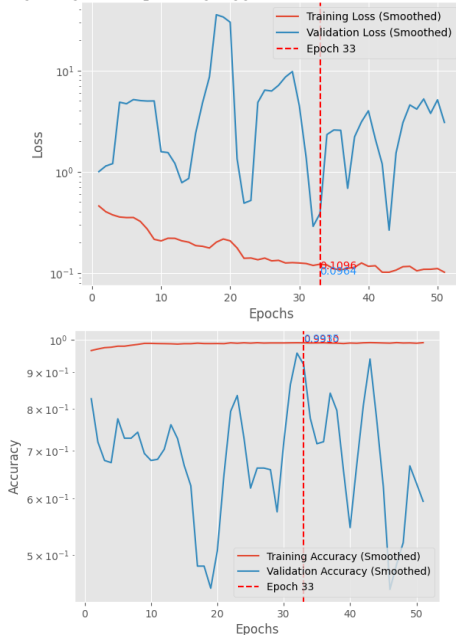 Training Loss (Smoothed)
Validation Loss (Smoothed)
Epoch 33
10¹
10⁰
10⁻¹
Loss
0.1096
0.0964
0 10 20 30 40 50
Epochs
10⁰
9 × 10⁻¹
8 × 10⁻¹
7 × 10⁻¹
6 × 10⁻¹
5 × 10⁻¹
Accuracy
Training Accuracy (Smoothed)
Validation Accuracy (Smoothed)
Epoch 33
0 10 20 30 40 50
Epochs